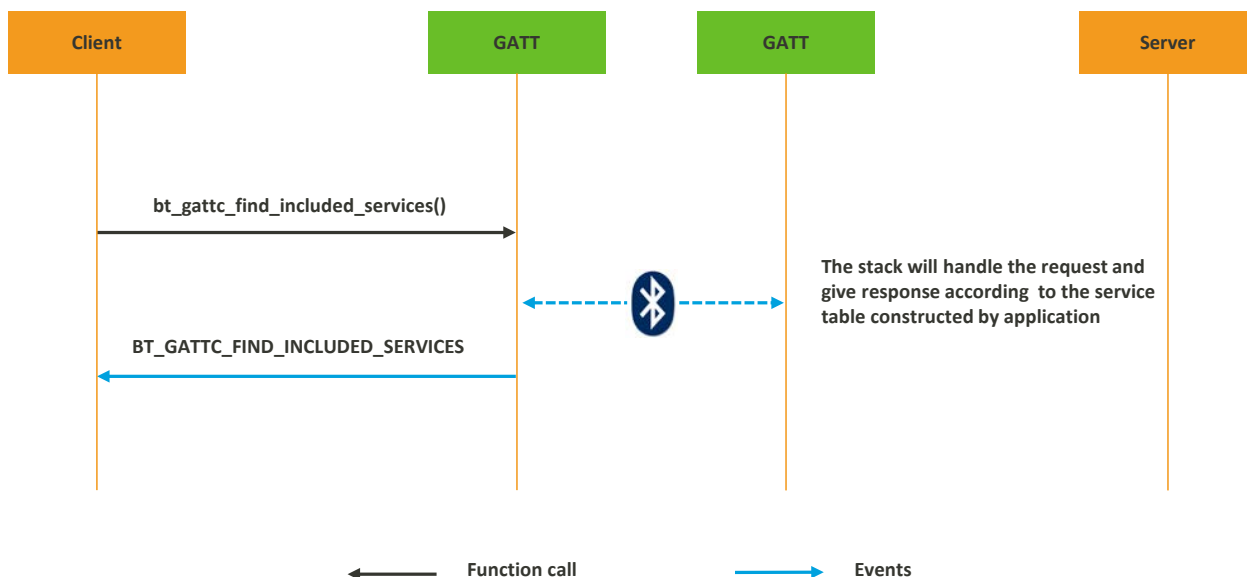 Client
GATT
GATT
Server
bt_gattc_find_included_services()
The stack will handle the request and
give response according to the service
table constructed by application
BT_GATTC_FIND_INCLUDED_SERVICES
Function call
Events